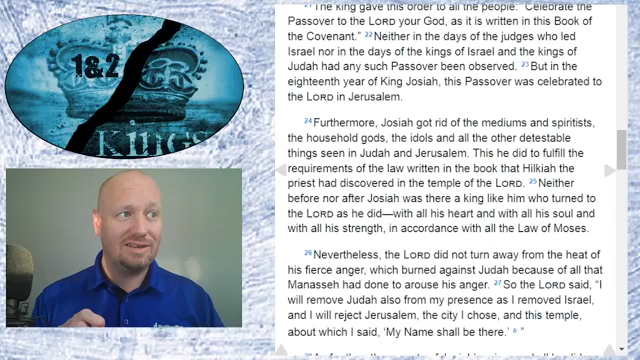 1&2
Kings
21 The king gave this order to all the people: "Celebrate the
Passover to the LORD your God, as it is written in this Book of
the Covenant." 22 Neither in the days of the judges who led
Israel nor in the days of the kings of Israel and the kings of
Judah had any such Passover been observed. 23 But in the
eighteenth year of King Josiah, this Passover was celebrated to
the LORD in Jerusalem.
24 Furthermore, Josiah got rid of the mediums and spiritists,
the household gods, the idols and all the other detestable
things seen in Judah and Jerusalem. This he did to fulfill the
requirements of the law written in the book that Hilkiah the
priest had discovered in the temple of the LORD. 25 Neither
before nor after Josiah was there a king like him who turned to
the LORD as he did—with all his heart and with all his soul and
with all his strength, in accordance with all the Law of Moses.
26 Nevertheless, the LORD did not turn away from the heat of
his fierce anger, which burned against Judah because of all that
Manasseh had done to arouse his anger. 27 So the LORD said, "I
will remove Judah also from my presence as I removed Israel,
and I will reject Jerusalem, the city I chose, and this temple,
about which I said, 'My Name shall be there.' "